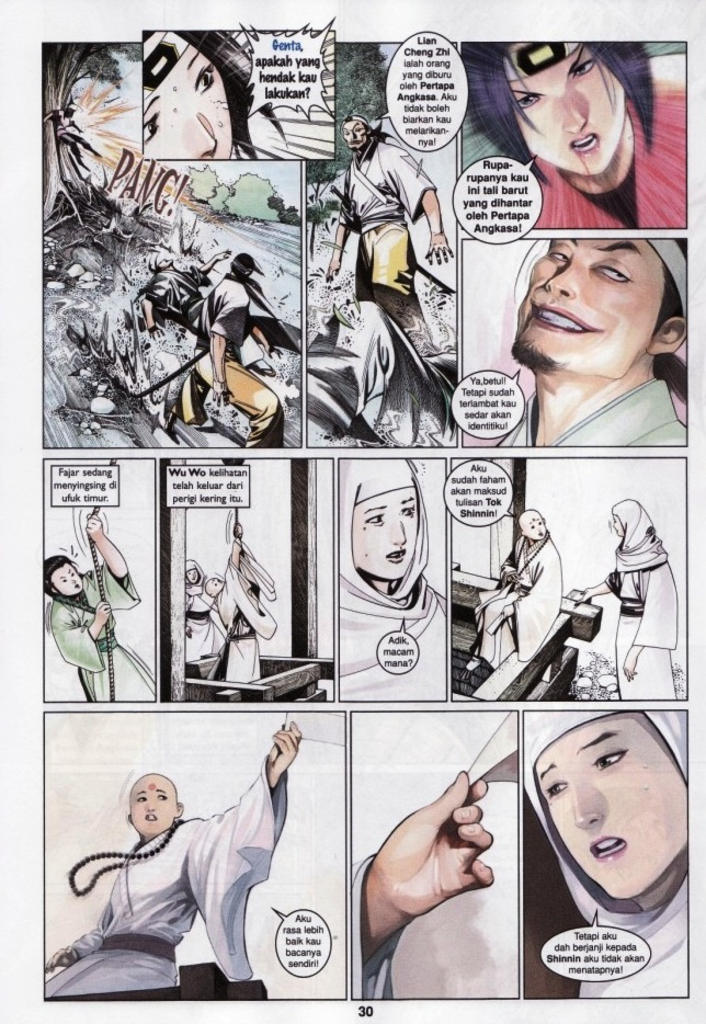 Genta,
apakah yang
hendak kau
lakukan?
PANG!
Lian
Cheng Zhi
ialah orang
yang diburu
oleh Pertapa
Angkasa. Aku
tidak boleh
biarkan kau
melarikan-
nya!
Rupa-
rupanya kau
ini tali barut
yang dihantar
oleh Pertapa
Angkasa!
Ya,betul!
Tetapi sudah
terlambat kau
sedar akan
identitiku!
Fajar sedang
menyingsing di
ufuk timur.
Wu Wo kelihatan
telah keluar dari
perigi kering itu.
Adik,
macam
mana?
Aku
sudah faham
akan maksud
tulisan Tok
Shinnin!
Aku
rasa lebih
baik kau
bacanya
sendiri!
Tetapi aku
dah berjanji kepada
Shinnin aku tidak akan
menatapnya!
30